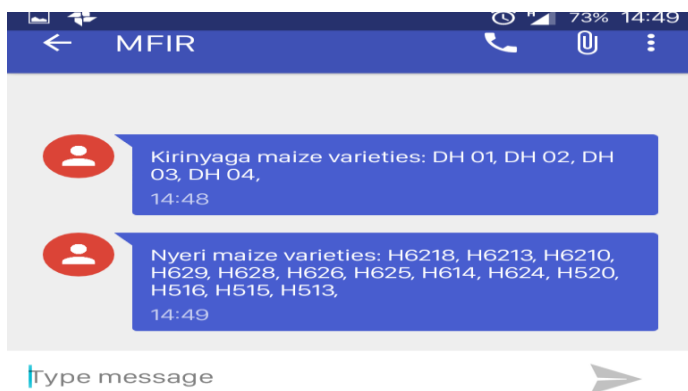 H 73% 14:49
MFIR
Kirinyaga maize varieties: DH 01, DH 02, DH
03, DH 04,
14:48
Nyeri maize varieties: H6218, H6213, H6210,
H629, H628, H626, H625, H614, H624, H520,
H516, H515, H513,
14:49
Type message